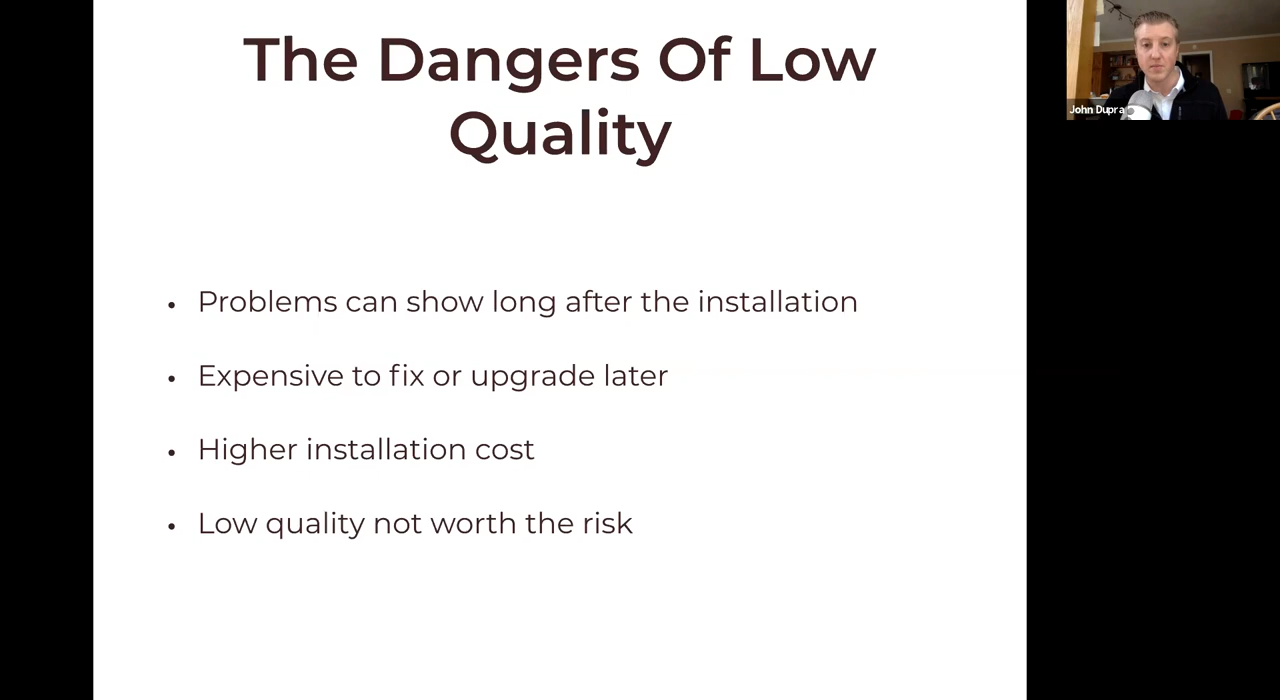 The Dangers Of Low
Quality
John Dupra
• Problems can show long after the installation
• Expensive to fix or upgrade later
• Higher installation cost
• Low quality not worth the risk